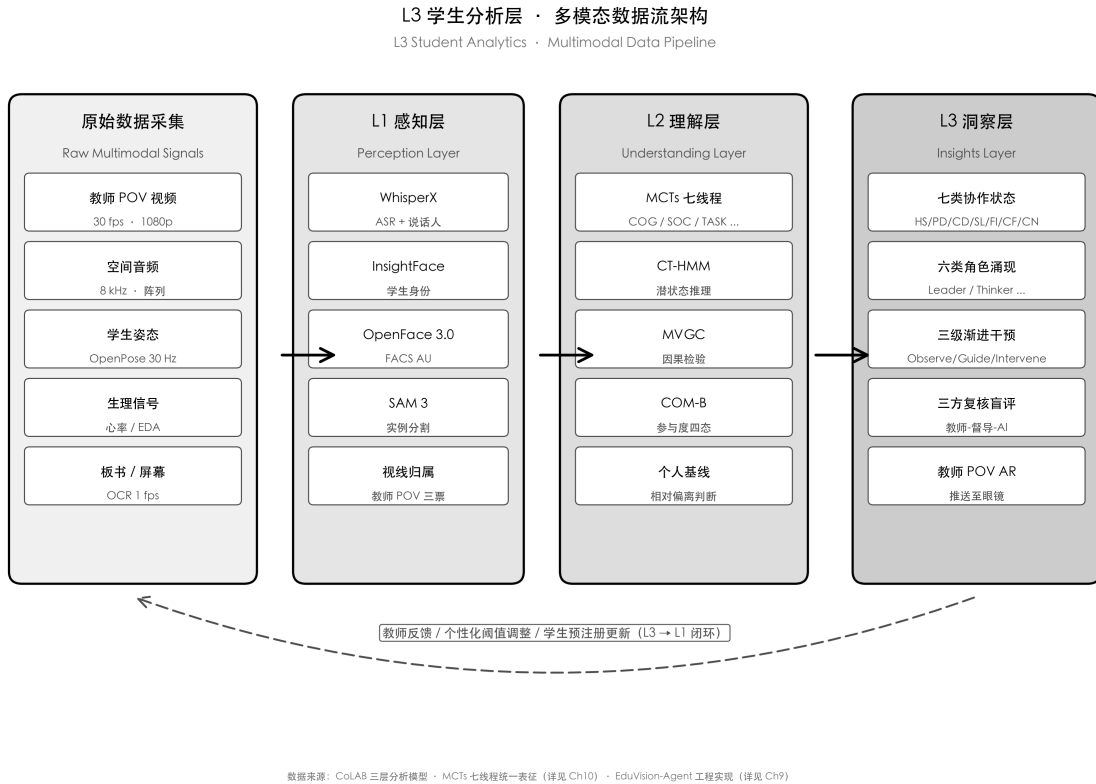 L3 学生分析层 · 多模态数据流架构
L3 Student Analytics · Multimodal Data Pipeline
原始数据采集
Raw Multimodal Signals
教师 POV 视频
30 fps · 1080p
空间音频
8 kHz · 阵列
学生姿态
OpenPose 30 Hz
生理信号
心率 / EDA
板书 / 屏幕
OCR 1 fps
L1 感知层
Perception Layer
WhisperX
ASR + 说话人
InsightFace
学生身份
OpenFace 3.0
FACS AU
SAM 3
实例分割
视线归属
教师 POV 三票
L2 理解层
Understanding Layer
MCTs 七线程
COG / SOC / TASK ...
CT-HMM
潜状态推理
MVGC
因果检验
COM-B
参与度四态
个人基线
相对偏离判断
L3 洞察层
Insights Layer
七类协作状态
HS/PD/CD/SL/FI/CF/CN
六类角色涌现
Leader / Thinker ...
三级渐进干预
Observe/Guide/Intervene
三方复核盲评
教师-督导-AI
教师 POV AR
推送至眼镜
教师反馈 / 个性化阈值调整 / 学生预注册更新（L3 → L1 闭环）
数据来源：CoLAB 三层分析模型 · MCTs 七线程统一表征（详见 Ch10） · EduVision-Agent 工程实现（详见 Ch9）